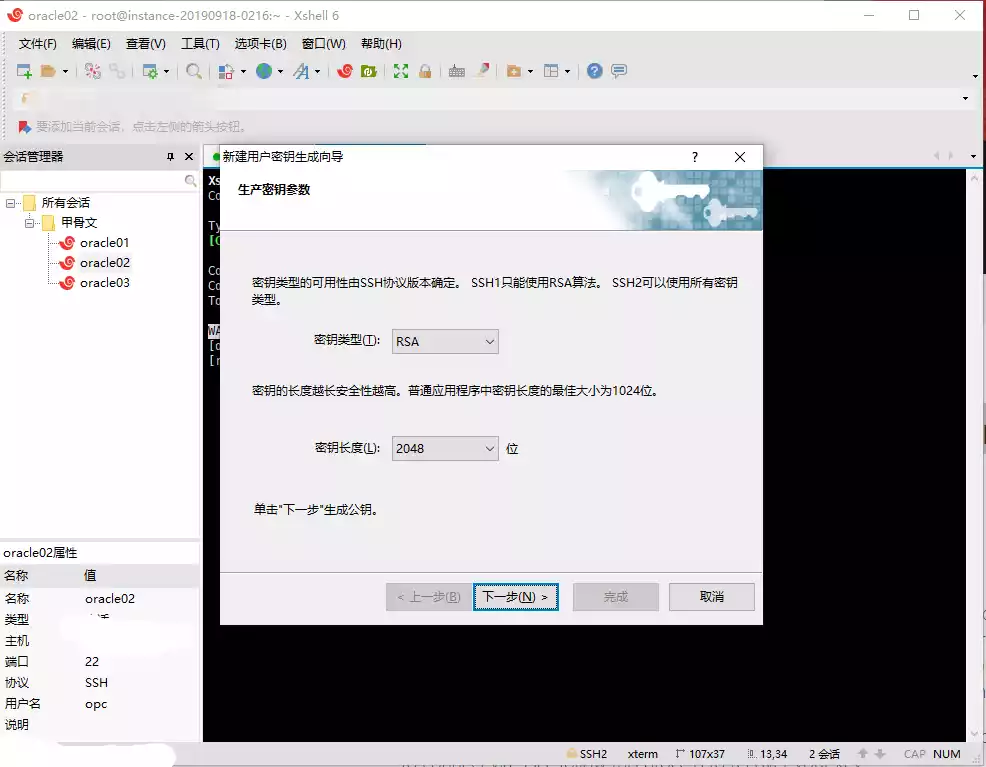 oracle02 - root@instance-20190918-0216:~ - Xshell 6
文件(F) 编辑(E) 查看(V) 工具(T) 选项卡(B) 窗口(W) 帮助(H)
要添加当前会话，点击左侧的箭头按钮。
会话管理器
所有会话
甲骨文
oracle01
oracle02
oracle03
oracle02属性
名称 值
名称 oracle02
类型
主机
端口 22
协议 SSH
用户名 opc
说明
新建用户密钥生成向导
生产密钥参数
密钥类型的可用性由SSH协议版本确定。 SSH1只能使用RSA算法。 SSH2可以使用所有密钥
类型。
密钥类型(T): RSA
密钥的长度越长安全性越高。普通应用程序中密钥长度的最佳大小为1024位。
密钥长度(L): 2048 位
单击"下一步"生成公钥。
< 上一步(B) 下一步(N) > 完成 取消
Xs
Co
Ty
[C
Co
Co
To
WA
[o
[r
SSH2 xterm 107x37 13,34 2 会话 CAP NUM